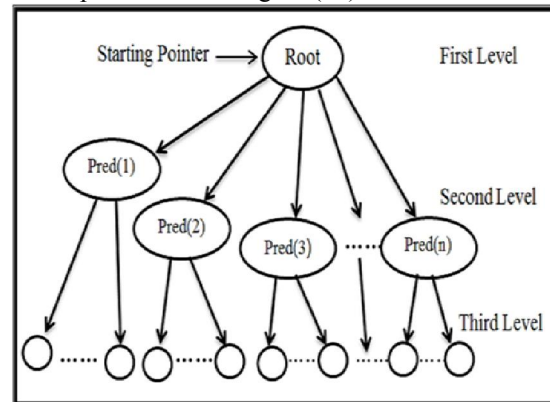 Starting Pointer
Root
First Level
Pred(1)
Second Level
Pred(2)
Pred(3)
Pred(n)
Third Level